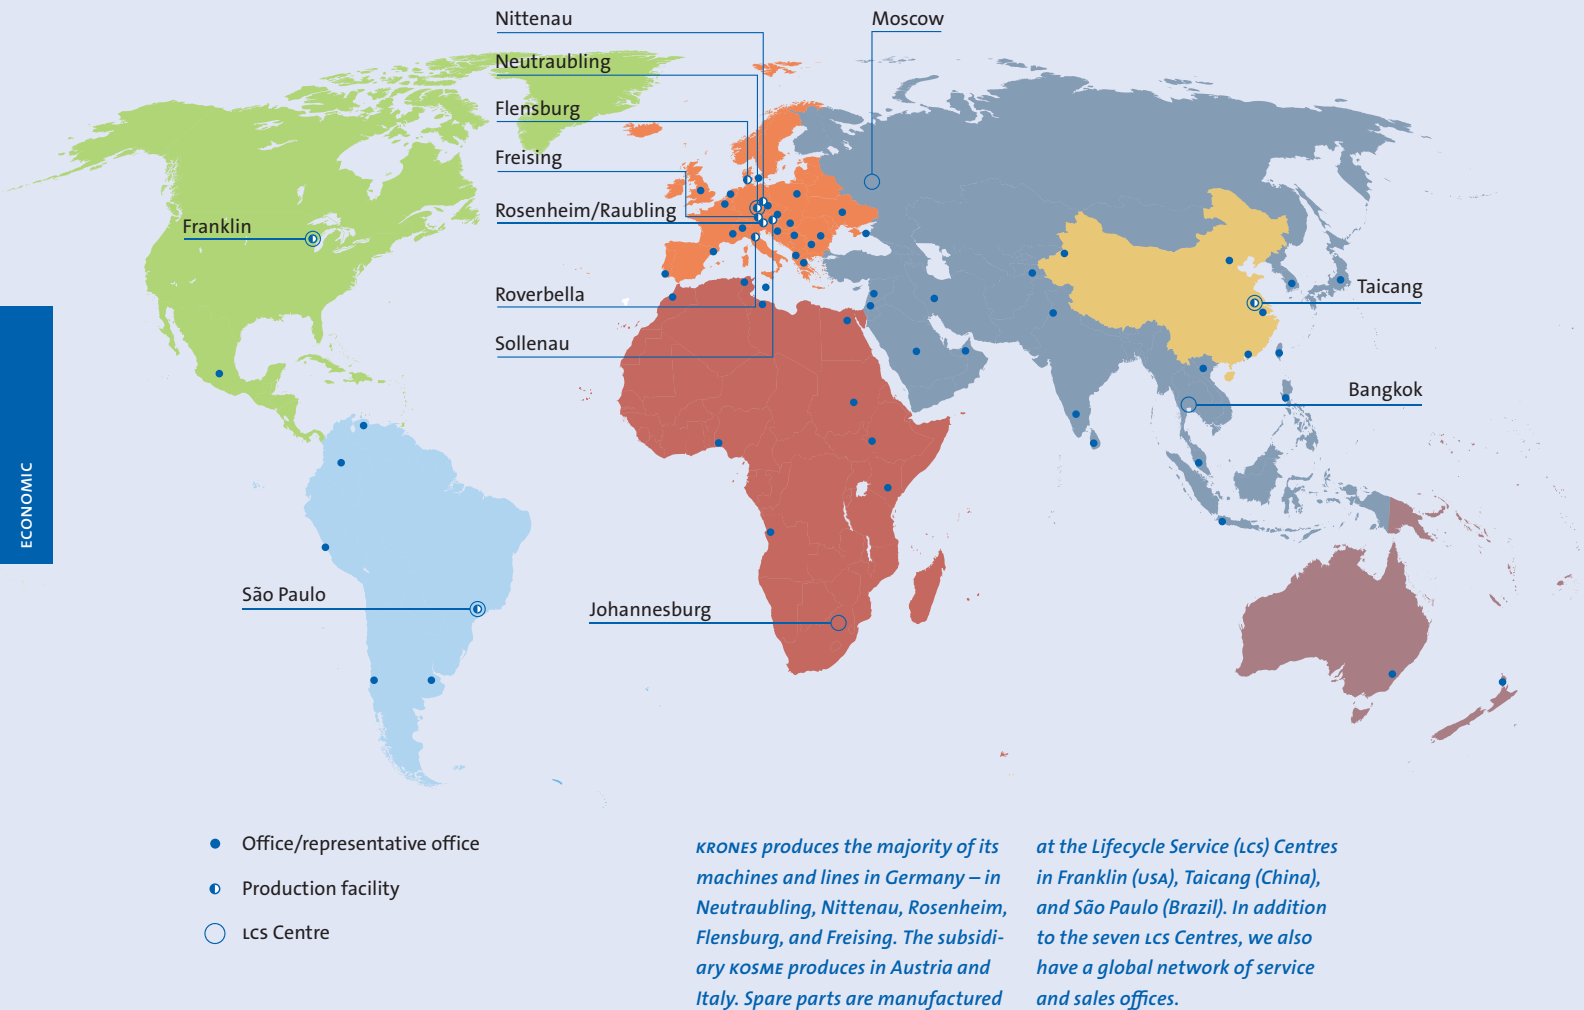 Nittenau
Moscow
Neutraubling
Flensburg
Freising
Rosenheim/Raubling
Franklin
Roverbella
Taicang
Sollenau
Bangkok
ECONOMIC
São Paulo
Johannesburg
Office/representative office
Production facility
LCS Centre
KRONES produces the majority of its
machines and lines in Germany – in
Neutraubling, Nittenau, Rosenheim,
Flensburg, and Freising. The subsidi-
ary KOSME produces in Austria and
Italy. Spare parts are manufactured
at the Lifecycle Service (LCS) Centres
in Franklin (USA), Taicang (China),
and São Paulo (Brazil). In addition
to the seven LCS Centres, we also
have a global network of service
and sales offices.